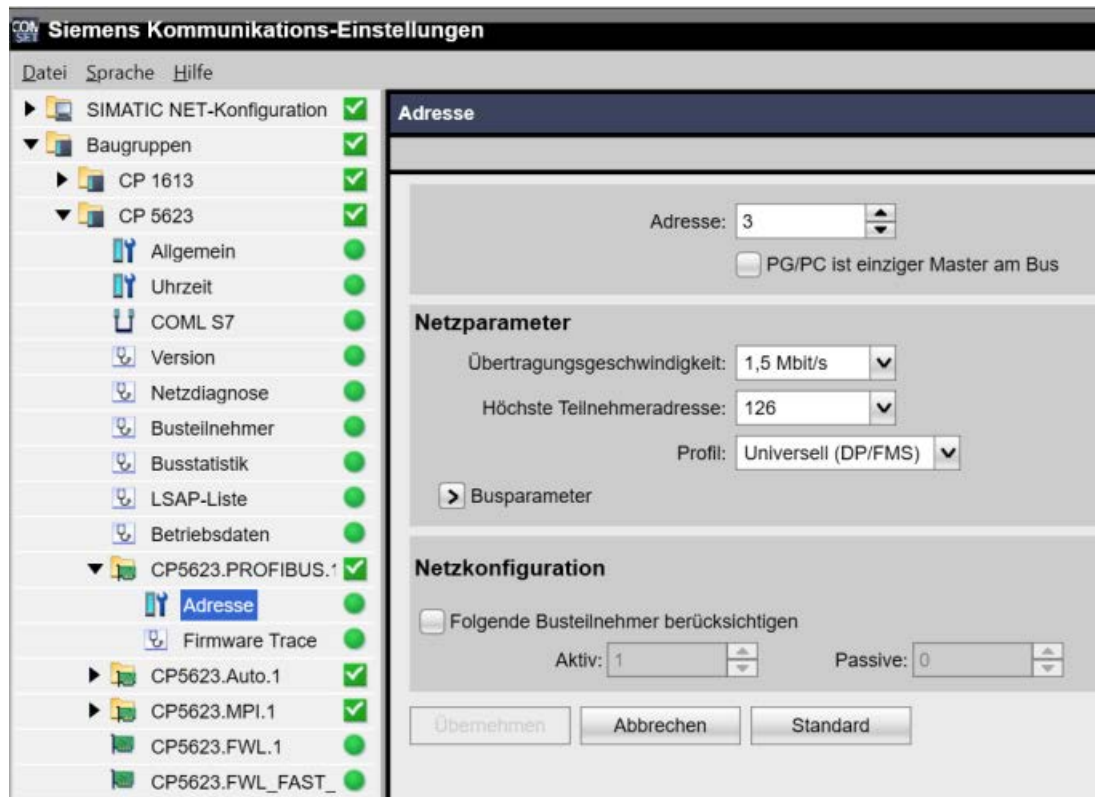 Siemens Kommunikations-Einstellungen
Datei Sprache Hilfe
SIMATIC NET-Konfiguration
Baugruppen
CP 1613
CP 5623
Allgemein
Uhrzeit
COML S7
Version
Netzdiagnose
Busteilnehmer
Busstatistik
LSAP-Liste
Betriebsdaten
CP5623.PROFIBUS.1
Adresse
Firmware Trace
CP5623.Auto.1
CP5623.MPI.1
CP5623.FWL.1
CP5623.FWL_FAST_
Adresse
Adresse: 3
PG/PC ist einziger Master am Bus
Netzparameter
Übertragungsgeschwindigkeit: 1,5 Mbit/s
Höchste Teilnehmeradresse: 126
Profil: Universell (DP/FMS)
Busparameter
Netzkonfiguration
Folgende Busteilnehmer berücksichtigen
Aktiv: 1 Passive: 0
Übernehmen Abbrechen Standard